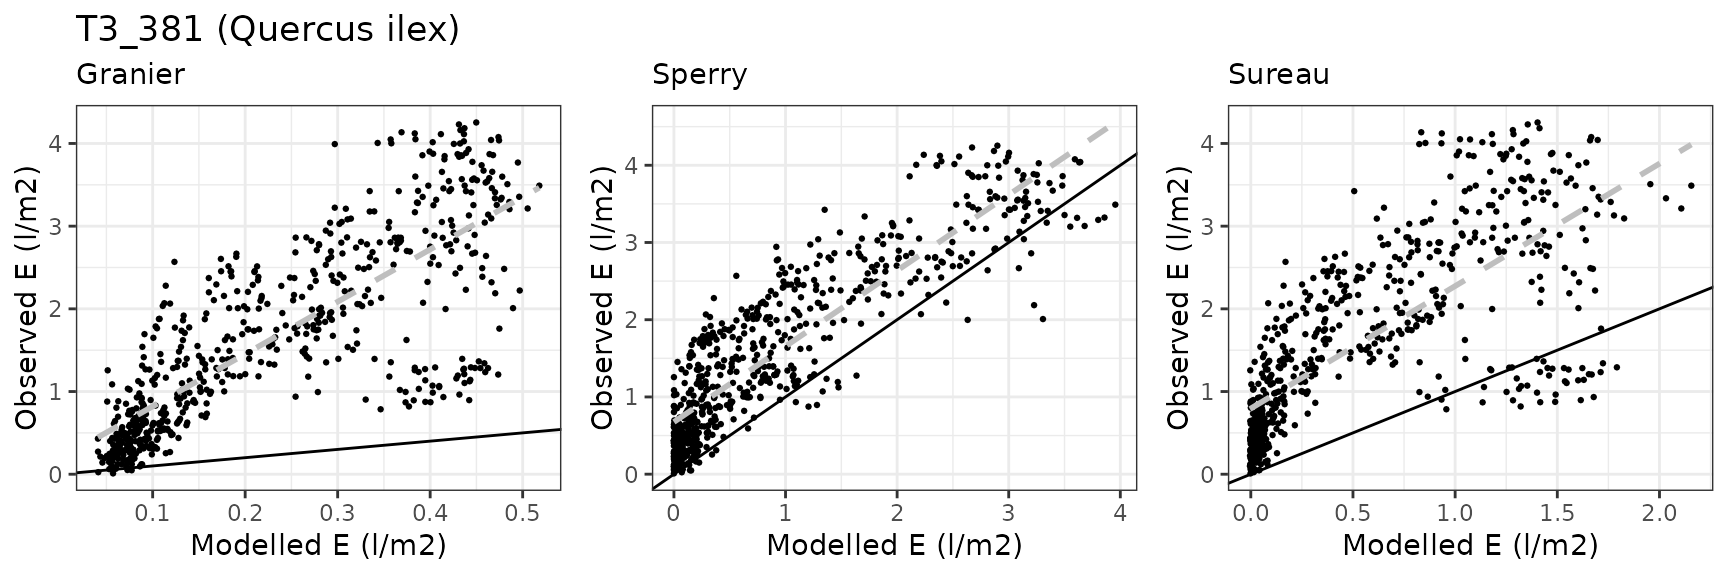 T3_381 (Quercus ilex)
Granier
Observed E (l/m2)
4
3
2
1
0
0.1 0.2 0.3 0.4 0.5
Modelled E (l/m2)
Sperry
Observed E (l/m2)
4
3
2
1
0
0 1 2 3 4
Modelled E (l/m2)
Sureau
Observed E (l/m2)
4
3
2
1
0
0.0 0.5 1.0 1.5 2.0
Modelled E (l/m2)